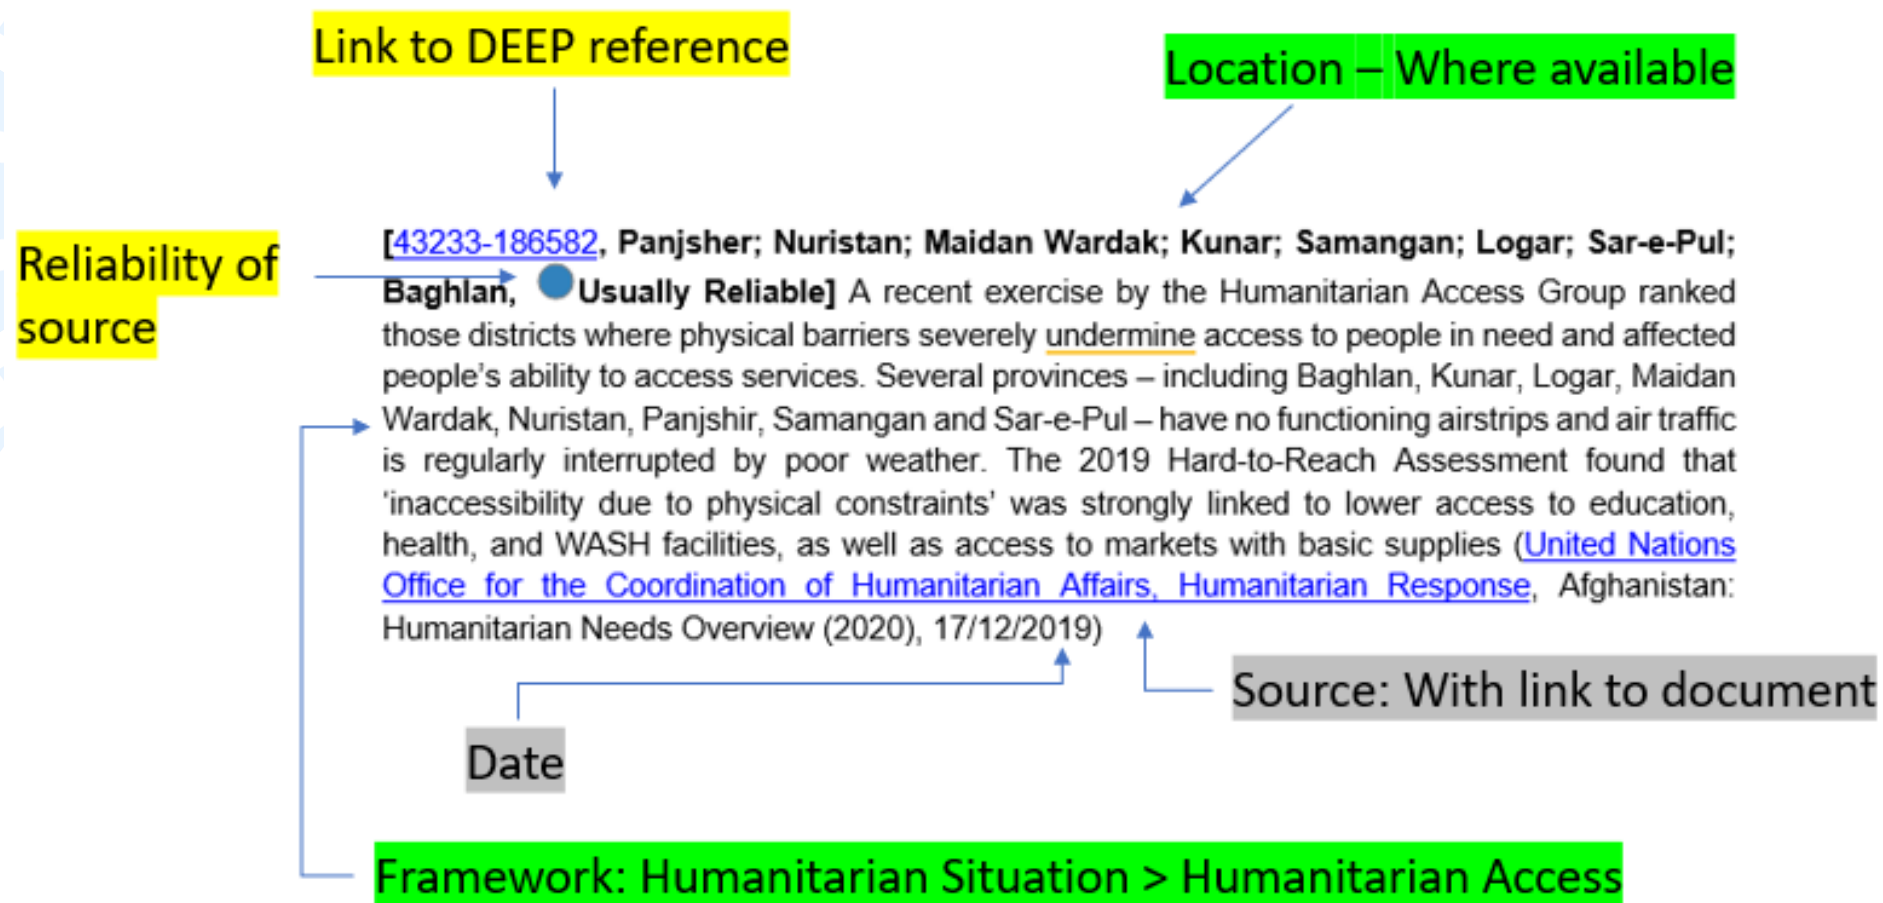 Link to DEEP reference
Location – Where available
Reliability of
source
[43233-186582, Panjsher; Nuristan; Maidan Wardak; Kunar; Samangan; Logar; Sar-e-Pul;
Baghlan, Usually Reliable] A recent exercise by the Humanitarian Access Group ranked
those districts where physical barriers severely undermine access to people in need and affected
people’s ability to access services. Several provinces – including Baghlan, Kunar, Logar, Maidan
Wardak, Nuristan, Panjshir, Samangan and Sar-e-Pul – have no functioning airstrips and air traffic
is regularly interrupted by poor weather. The 2019 Hard-to-Reach Assessment found that
‘inaccessibility due to physical constraints’ was strongly linked to lower access to education,
health, and WASH facilities, as well as access to markets with basic supplies (United Nations
Office for the Coordination of Humanitarian Affairs, Humanitarian Response, Afghanistan:
Humanitarian Needs Overview (2020), 17/12/2019)
Source: With link to document
Date
Framework: Humanitarian Situation > Humanitarian Access